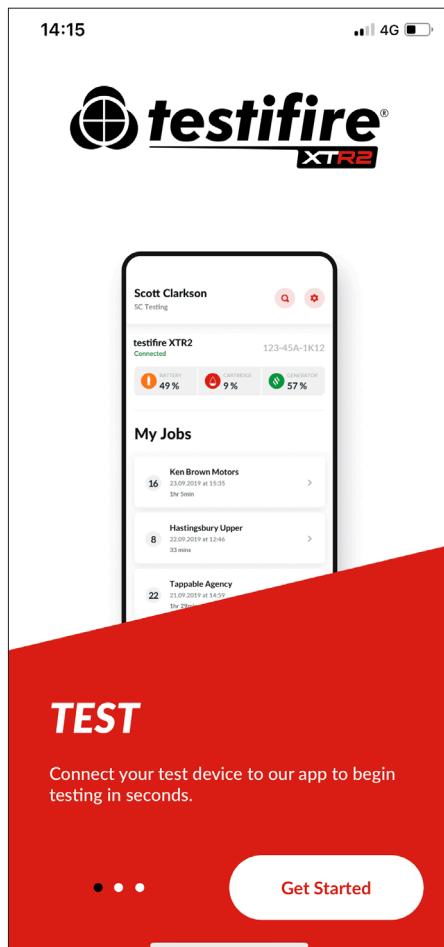 14:15
4G
testifire®
XTR2
Scott Clarkson
SC Testing
testifire XTR2
Connected
123-45A-1K12
BATTERY
49 %
CARTRIDGE
9 %
GENERATOR
57 %
My Jobs
16
Ken Brown Motors
23.09.2019 at 15:35
1hr 5min
8
Hastingsbury Upper
22.09.2019 at 12:46
33 mins
22
Tappable Agency
21.09.2019 at 14:59
1hr 29min
TEST
Connect your test device to our app to begin
testing in seconds.
Get Started